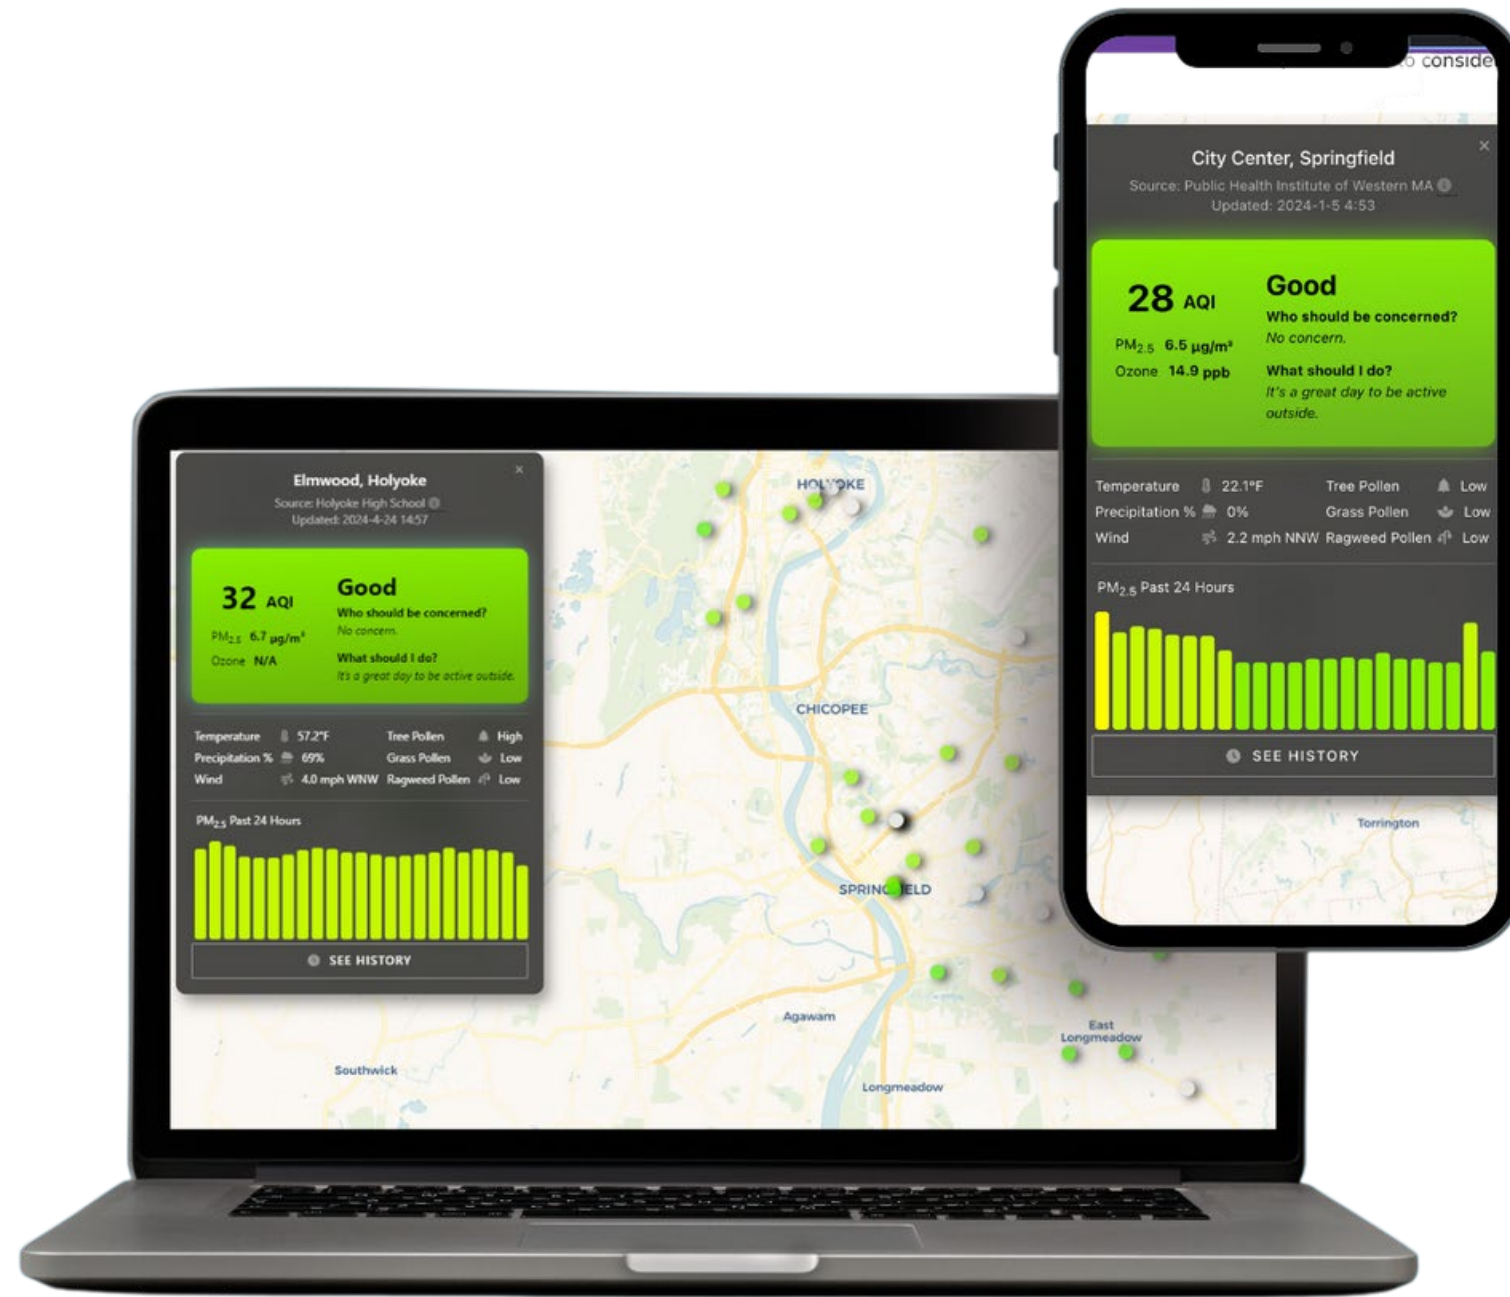 Elmwood, Holyoke
Source: Holyoke High School
Updated: 2024-4-24 14:57
32 AQI
PM2.5 6.7 µg/m³
Ozone N/A
Good
Who should be concerned?
No concern.
What should I do?
It's a great day to be active outside.
Temperature 57.2°F Tree Pollen High
Precipitation % 69% Grass Pollen Low
Wind 4.0 mph WNW Ragweed Pollen Low
PM2.5 Past 24 Hours
SEE HISTORY
HOLYOKE
CHICOPEE
Agawam
Southwick
Longmeadow
East
Longmeadow
to conside
City Center, Springfield
Source: Public Health Institute of Western MA
Updated: 2024-1-5 4:53
28 AQI
PM2.5 6.5 µg/m³
Ozone 14.9 ppb
Good
Who should be concerned?
No concern.
What should I do?
It's a great day to be active
outside.
Temperature 22.1°F Tree Pollen Low
Precipitation % 0% Grass Pollen Low
Wind 2.2 mph NNW Ragweed Pollen Low
PM2.5 Past 24 Hours
SEE HISTORY
Torrington